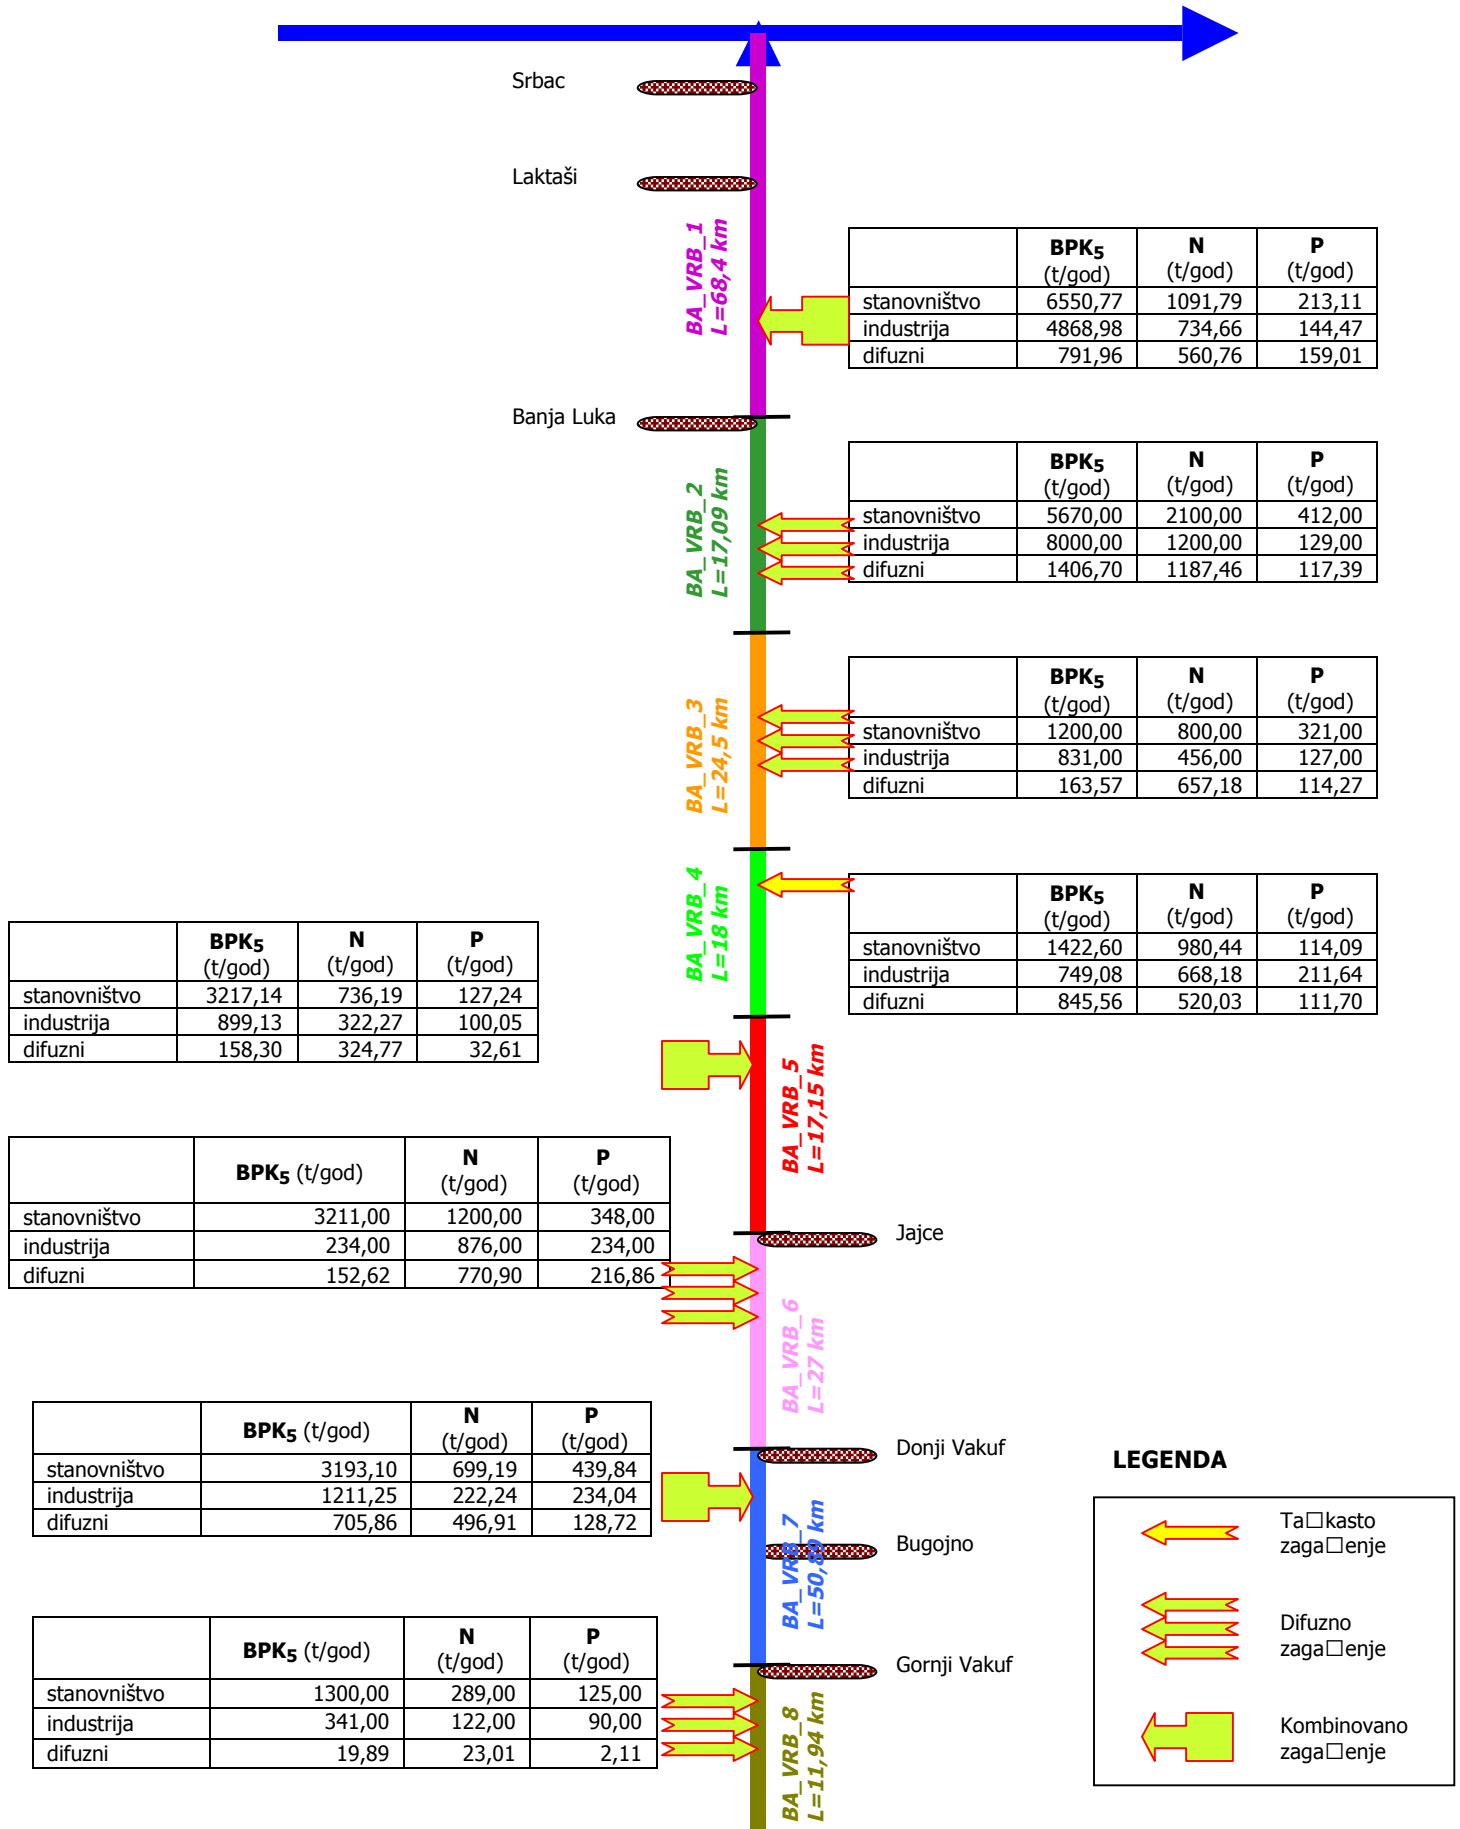 Srbac
Laktaši
BA_VRB_1
L=68,4 km
BPK5 N P
(t/god) (t/god) (t/god)
stanovništvo 6550,77 1091,79 213,11
industrija 4868,98 734,66 144,47
difuzni 791,96 560,76 159,01
Banja Luka
BA_VRB_2
L=17,09 km
BPK5 N P
(t/god) (t/god) (t/god)
stanovništvo 5670,00 2100,00 412,00
industrija 8000,00 1200,00 129,00
difuzni 1406,70 1187,46 117,39
BA_VRB_3
L=24,5 km
BPK5 N P
(t/god) (t/god) (t/god)
stanovništvo 1200,00 800,00 321,00
industrija 831,00 456,00 127,00
difuzni 163,57 657,18 114,27
BA_VRB_4
L=18 km
BPK5 N P
(t/god) (t/god) (t/god)
stanovništvo 1422,60 980,44 114,09
industrija 749,08 668,18 211,64
difuzni 845,56 520,03 111,70
BPK5 N P
(t/god) (t/god) (t/god)
stanovništvo 3217,14 736,19 127,24
industrija 899,13 322,27 100,05
difuzni 158,30 324,77 32,61
BA_VRB_5
L=17,15 km
BPK5 (t/god) N P
(t/god) (t/god)
stanovništvo 3211,00 1200,00 348,00
industrija 234,00 876,00 234,00
difuzni 152,62 770,90 216,86
Jajce
BA_VRB_6
L=27 km
BPK5 (t/god) N P
(t/god) (t/god)
stanovništvo 3193,10 699,19 439,84
industrija 1211,25 222,24 234,04
difuzni 705,86 496,91 128,72
Donji Vakuf
BA_VRB_7
L=50,89 km
Bugojno
BPK5 (t/god) N P
(t/god) (t/god)
stanovništvo 1300,00 289,00 125,00
industrija 341,00 122,00 90,00
difuzni 19,89 23,01 2,11
Gornji Vakuf
BA_VRB_8
L=11,94 km
LEGENDA
Ta□kasto
zaga□enje
Difuzno
zaga□enje
Kombinovano
zaga□enje